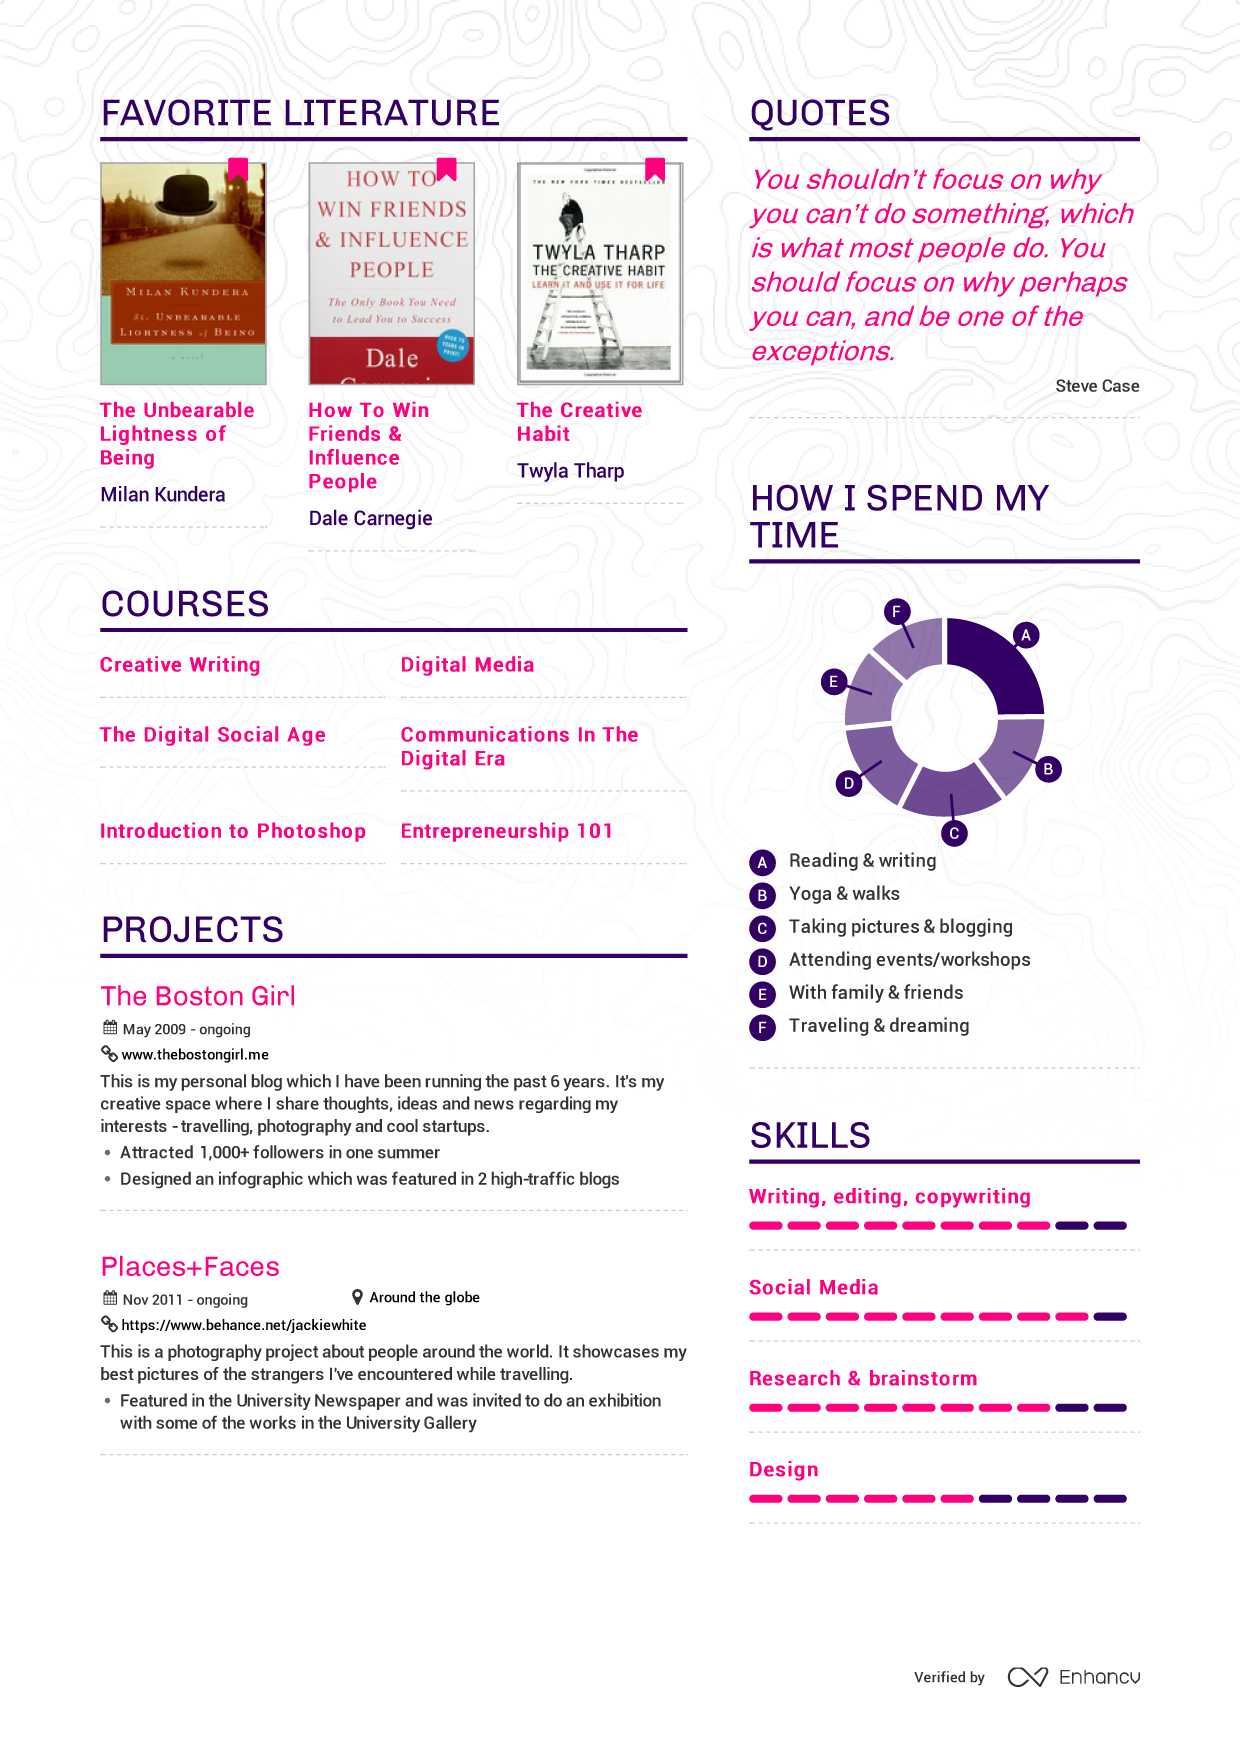 FAVORITE LITERATURE
HOW TO
WIN FRIENDS
& INFLUENCE
PEOPLE
The Only Book You Need
to Lead You to Success
OVER 75
YEARS IN
PRINT!
Dale
MILAN KUNDERA
The UNBEARABLE
LIGHTNESS of BEING
a novel
THE NEW YORK TIMES BESTSELLER
TWYLA THARP
THE CREATIVE HABIT
LEARN IT AND USE IT FOR LIFE
The Unbearable
Lightness of
Being
Milan Kundera
How To Win
Friends &
Influence
People
Dale Carnegie
The Creative
Habit
Twyla Tharp
COURSES
Creative Writing
Digital Media
The Digital Social Age
Communications In The
Digital Era
Introduction to Photoshop
Entrepreneurship 101
PROJECTS
The Boston Girl
May 2009 - ongoing
www.thebostongirl.me
This is my personal blog which I have been running the past 6 years. It's my
creative space where I share thoughts, ideas and news regarding my
interests - travelling, photography and cool startups.
• Attracted 1,000+ followers in one summer
• Designed an infographic which was featured in 2 high-traffic blogs
Places+Faces
Nov 2011 - ongoing
Around the globe
https://www.behance.net/jackiewhite
This is a photography project about people around the world. It showcases my
best pictures of the strangers I've encountered while travelling.
• Featured in the University Newspaper and was invited to do an exhibition
with some of the works in the University Gallery
QUOTES
You shouldn't focus on why
you can't do something, which
is what most people do. You
should focus on why perhaps
you can, and be one of the
exceptions.
Steve Case
HOW I SPEND MY
TIME
F
A
E
B
D
C
A Reading & writing
B Yoga & walks
C Taking pictures & blogging
D Attending events/workshops
E With family & friends
F Traveling & dreaming
SKILLS
Writing, editing, copywriting
Social Media
Research & brainstorm
Design
Verified by Enhancv